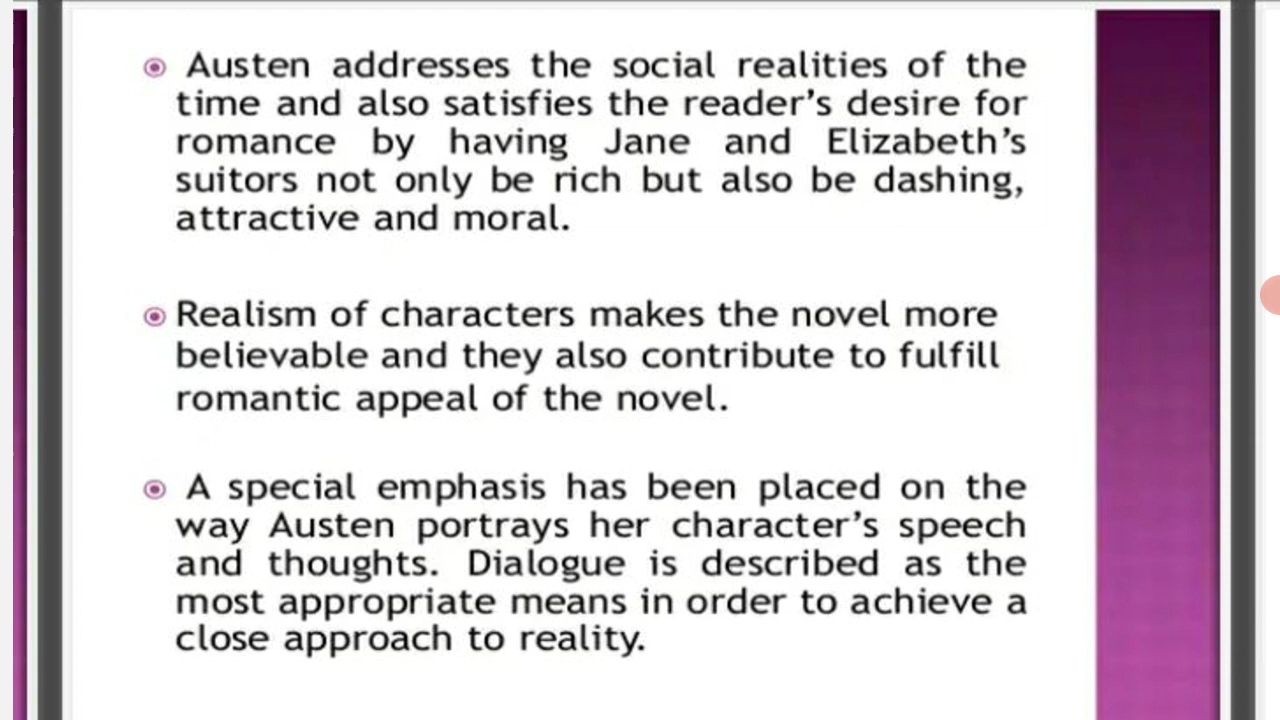 Austen addresses the social realities of the
time and also satisfies the reader’s desire for
romance by having Jane and Elizabeth’s
suitors not only be rich but also be dashing,
attractive and moral.
Realism of characters makes the novel more
believable and they also contribute to fulfill
romantic appeal of the novel.
A special emphasis has been placed on the
way Austen portrays her character’s speech
and thoughts. Dialogue is described as the
most appropriate means in order to achieve a
close approach to reality.